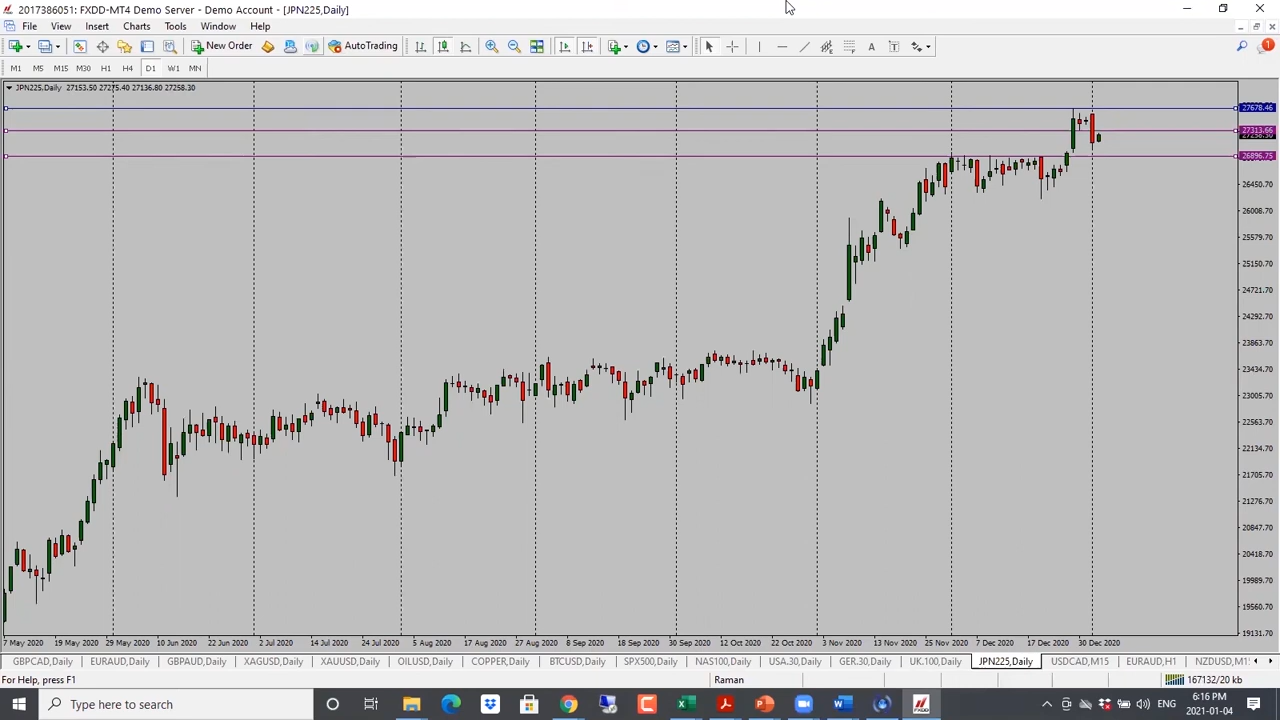 2017386051: FXDD-MT4 Demo Server - Demo Account - [JPN225,Daily]
File View Insert Charts Tools Window Help
New Order AutoTrading
M1 M5 M15 M30 H1 H4 D1 W1 MN
JPN225,Daily 27153.50 27275.40 27136.80 27258.30
27678.46
27313.66
26896.75
26450.70
26008.70
25579.70
25150.70
24721.70
24292.70
23863.70
23434.70
23005.70
22563.70
22134.70
21705.70
21276.70
20847.70
20418.70
19989.70
19560.70
19131.70
7 May 2020 19 May 2020 29 May 2020 10 Jun 2020 22 Jun 2020 2 Jul 2020 14 Jul 2020 24 Jul 2020 5 Aug 2020 17 Aug 2020 27 Aug 2020 8 Sep 2020 18 Sep 2020 30 Sep 2020 12 Oct 2020 22 Oct 2020 3 Nov 2020 13 Nov 2020 25 Nov 2020 7 Dec 2020 17 Dec 2020 30 Dec 2020
GBPCAD,Daily EURAUD,Daily GBPAUD,Daily XAGUSD,Daily XAUUSD,Daily OILUSD,Daily COPPER,Daily BTCUSD,Daily SPX500,Daily NAS100,Daily USA.30,Daily GER.30,Daily UK.100,Daily JPN225,Daily USDCAD,M15 EURAUD,H1 NZDUSD,M15
For Help, press F1 Raman 167132/20 kb
Type here to search
6:16 PM
2021-01-04